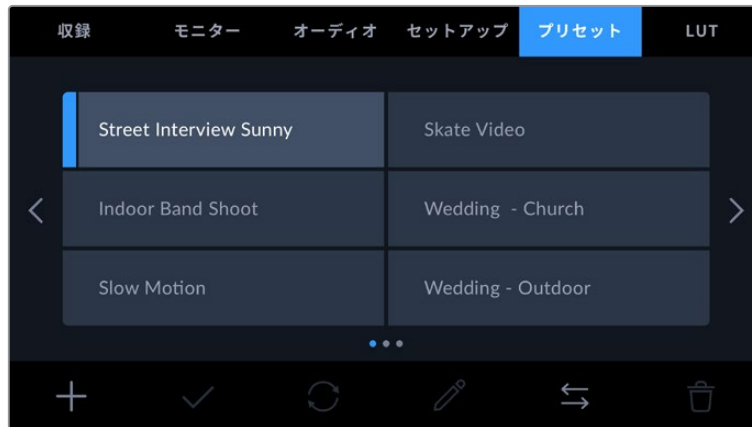 収録 モニター オーディオ セットアップ プリセット LUT
Street Interview Sunny Skate Video
Indoor Band Shoot Wedding - Church
Slow Motion Wedding - Outdoor